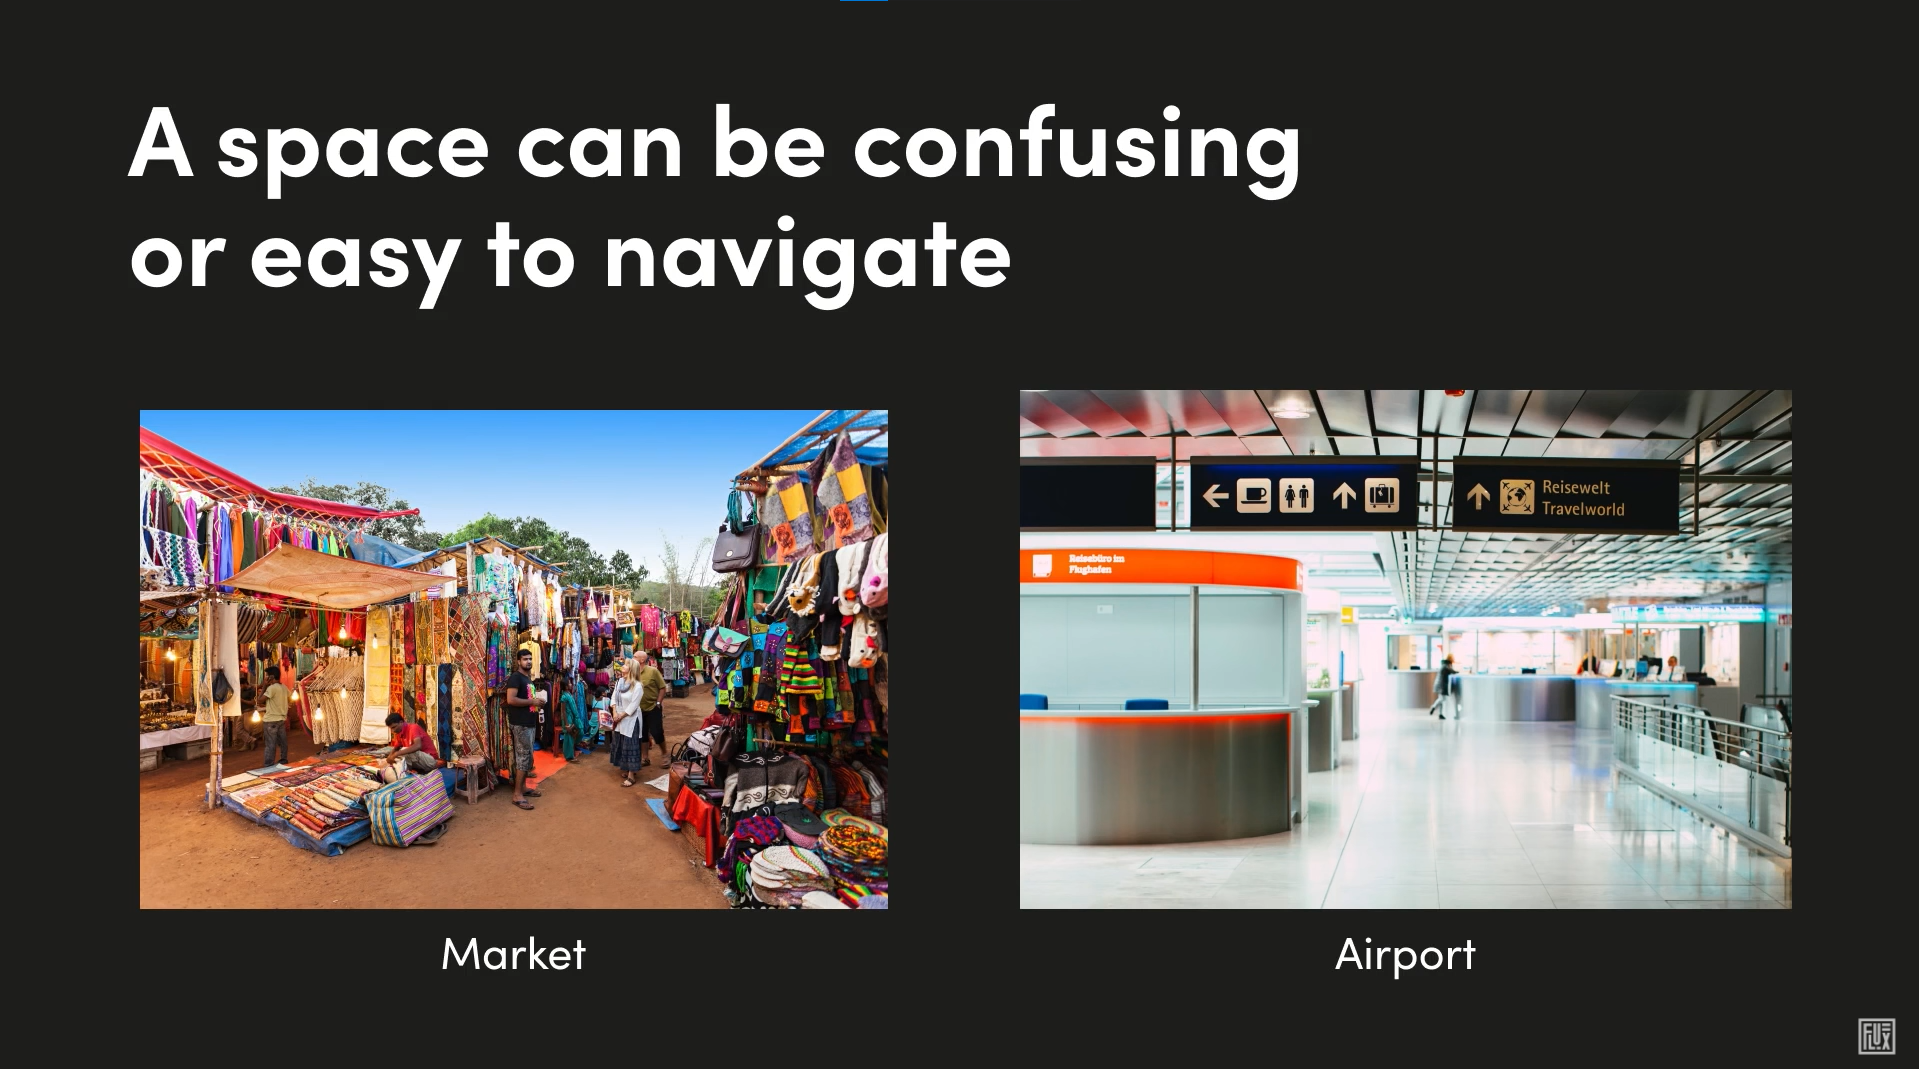 A space can be confusing
or easy to navigate
Reisewelt
Travelworld
Reisebüro im
Flughafen
Market
Airport
FLUX